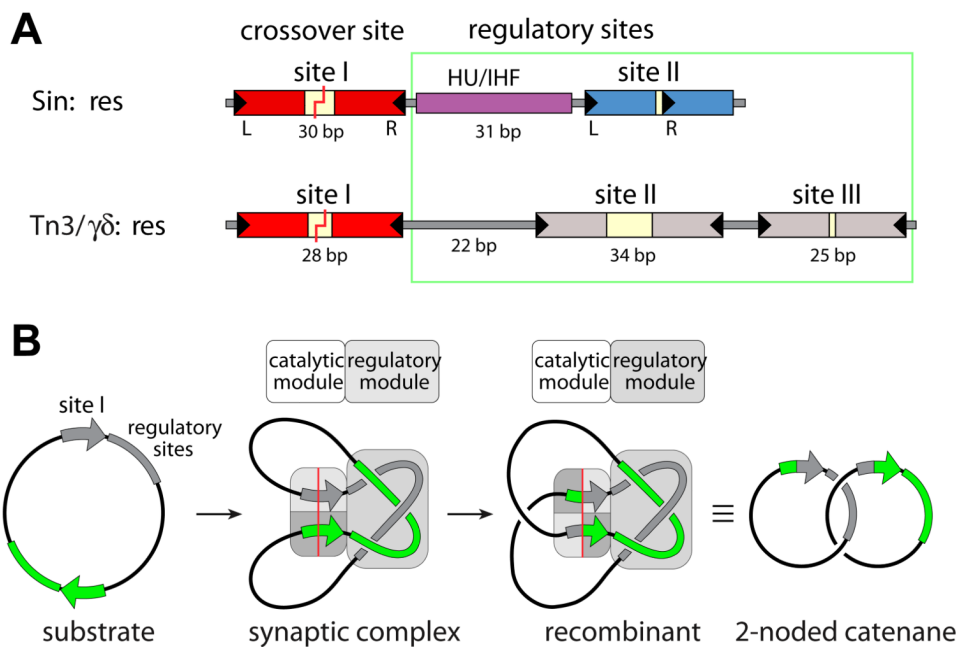 A
crossover site
regulatory sites
site I
HU/IHF
site II
Sin: res
L
30 bp
R
31 bp
L
R
site I
site II
site III
Tn3/γδ: res
28 bp
22 bp
34 bp
25 bp
B
catalytic
module
regulatory
module
catalytic
module
regulatory
module
site I
regulatory
sites
≡
substrate
synaptic complex
recombinant
2-noded catenane